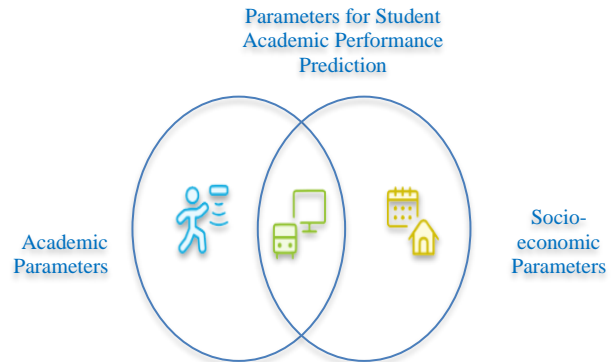 Parameters for Student
Academic Performance
Prediction
Academic
Parameters
Socio-
economic
Parameters